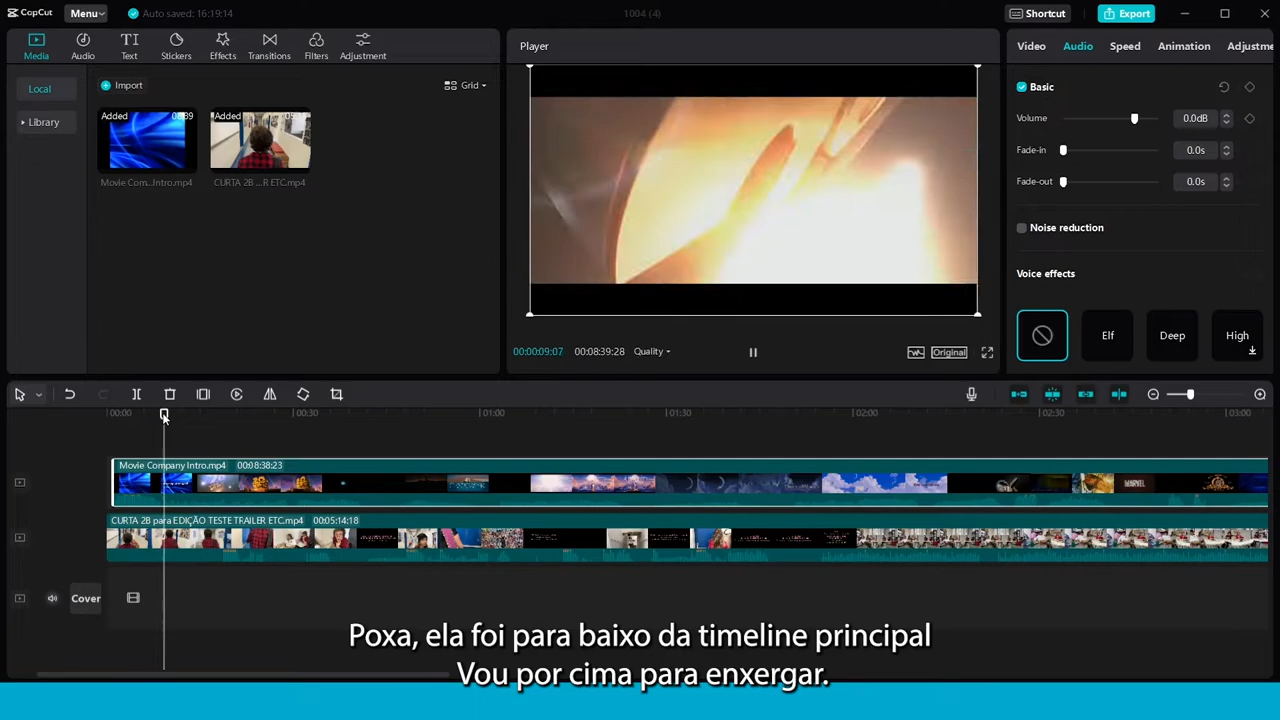 CapCut
Menu
Auto saved: 16:19:14
1004 (4)
Shortcut
Export
Media
Audio
Text
Stickers
Effects
Transitions
Filters
Adjustment
Local
Library
Import
Grid
Added 08:39
Movie Com...Intro.mp4
Added
CURTA 2B ...R ETC.mp4
Player
00:00:09:07
00:08:39:28
Quality
Original
Video
Audio
Speed
Animation
Adjustme
Basic
Volume
0.0dB
Fade-in
0.0s
Fade-out
0.0s
Noise reduction
Voice effects
Elf
Deep
High
00:00
00:30
01:00
01:30
02:00
02:30
03:00
Movie Company Intro.mp4 00:08:38:23
MARVEL
CURTA 2B para EDIÇÃO TESTE TRAILER ETC.mp4 00:05:14:18
Cover
Poxa, ela foi para baixo da timeline principal
Vou por cima para enxergar.